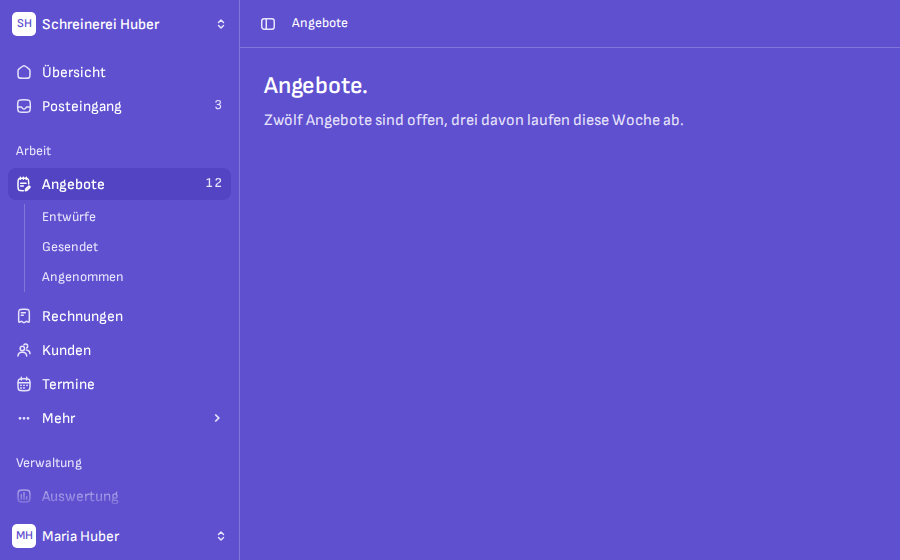 SH Schreinerei Huber
Übersicht
Posteingang 3
Arbeit
Angebote 12
Entwürfe
Gesendet
Angenommen
Rechnungen
Kunden
Termine
Mehr
Verwaltung
Auswertung
MH Maria Huber
Angebote
Angebote.
Zwölf Angebote sind offen, drei davon laufen diese Woche ab.